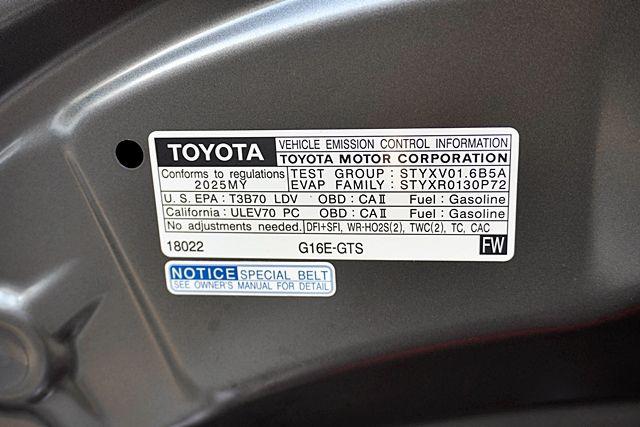 TOYOTA
VEHICLE EMISSION CONTROL INFORMATION
TOYOTA MOTOR CORPORATION
Conforms to regulations
2025MY
TEST GROUP : STYXV01.6B5A
EVAP FAMILY : STYXR0130P72
U.S. EPA : T3B70 LDV OBD : CAⅡ Fuel : Gasoline
California : ULEV70 PC OBD : CAⅡ Fuel : Gasoline
No adjustments needed. DFI+SFI, WR-HO2S(2), TWC(2), TC, CAC
18022 G16E-GTS FW
NOTICE SPECIAL BELT
SEE OWNER'S MANUAL FOR DETAIL